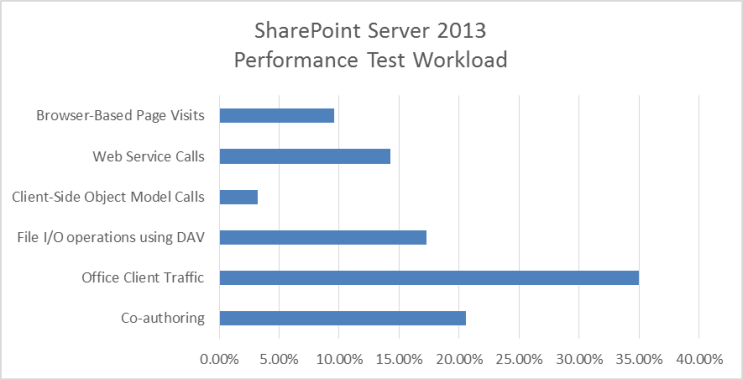 SharePoint Server 2013
Performance Test Workload
Browser-Based Page Visits
Web Service Calls
Client-Side Object Model Calls
File I/O operations using DAV
Office Client Traffic
Co-authoring
0.00% 5.00% 10.00% 15.00% 20.00% 25.00% 30.00% 35.00% 40.00%